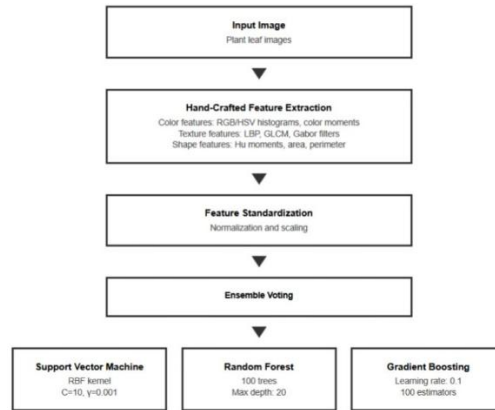 Input Image
Plant leaf images
Hand-Crafted Feature Extraction
Color features: RGB/HSV histograms, color moments
Texture features: LBP, GLCM, Gabor filters
Shape features: Hu moments, area, perimeter
Feature Standardization
Normalization and scaling
Ensemble Voting
Support Vector Machine
RBF kernel
C=10, γ=0.001
Random Forest
100 trees
Max depth: 20
Gradient Boosting
Learning rate: 0.1
100 estimators